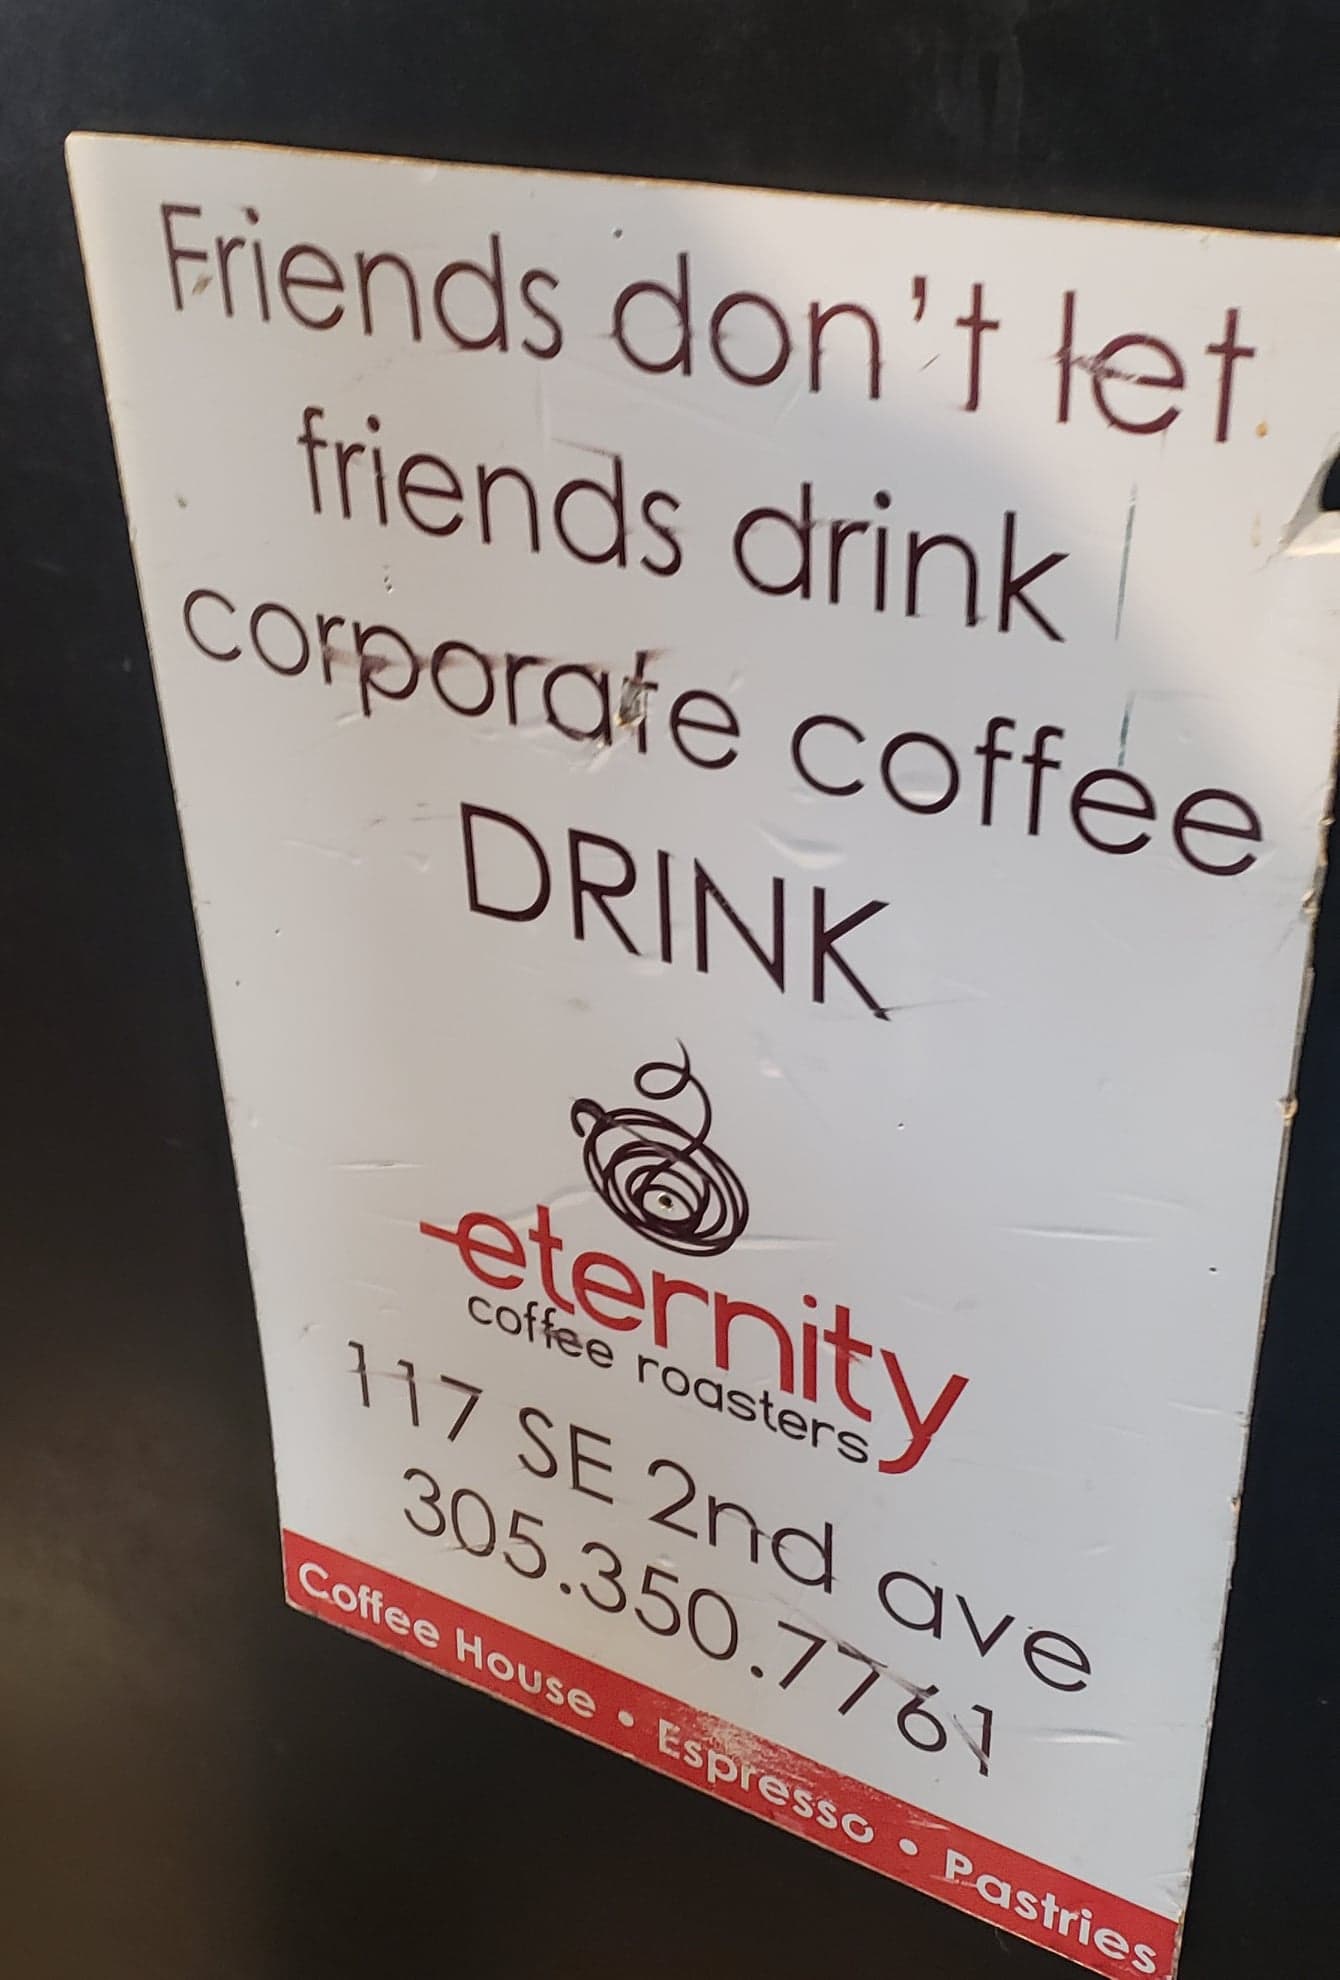 Friends don't let
friends drink
corporate coffee
DRINK
eternity
coffee roasters
117 SE 2nd ave
305.350.7761
Coffee House • Espresso • Pastries